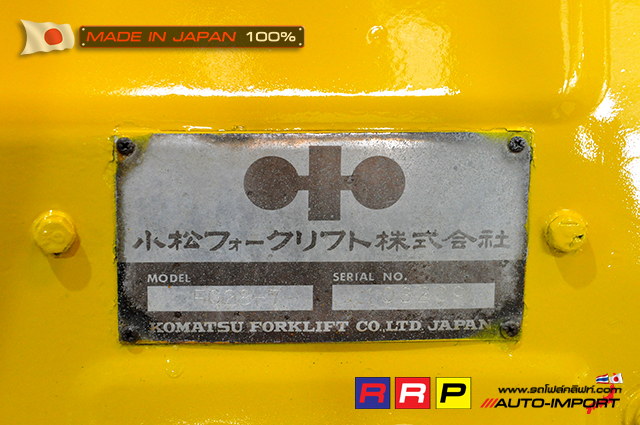 MADE IN JAPAN 100%
小松フォークリフト株式会社
MODEL SERIAL NO.
KOMATSU FORKLIFT CO.,LTD. JAPAN
RRP
www.รถโฟล์คลิฟท์.com
AUTO-IMPORT